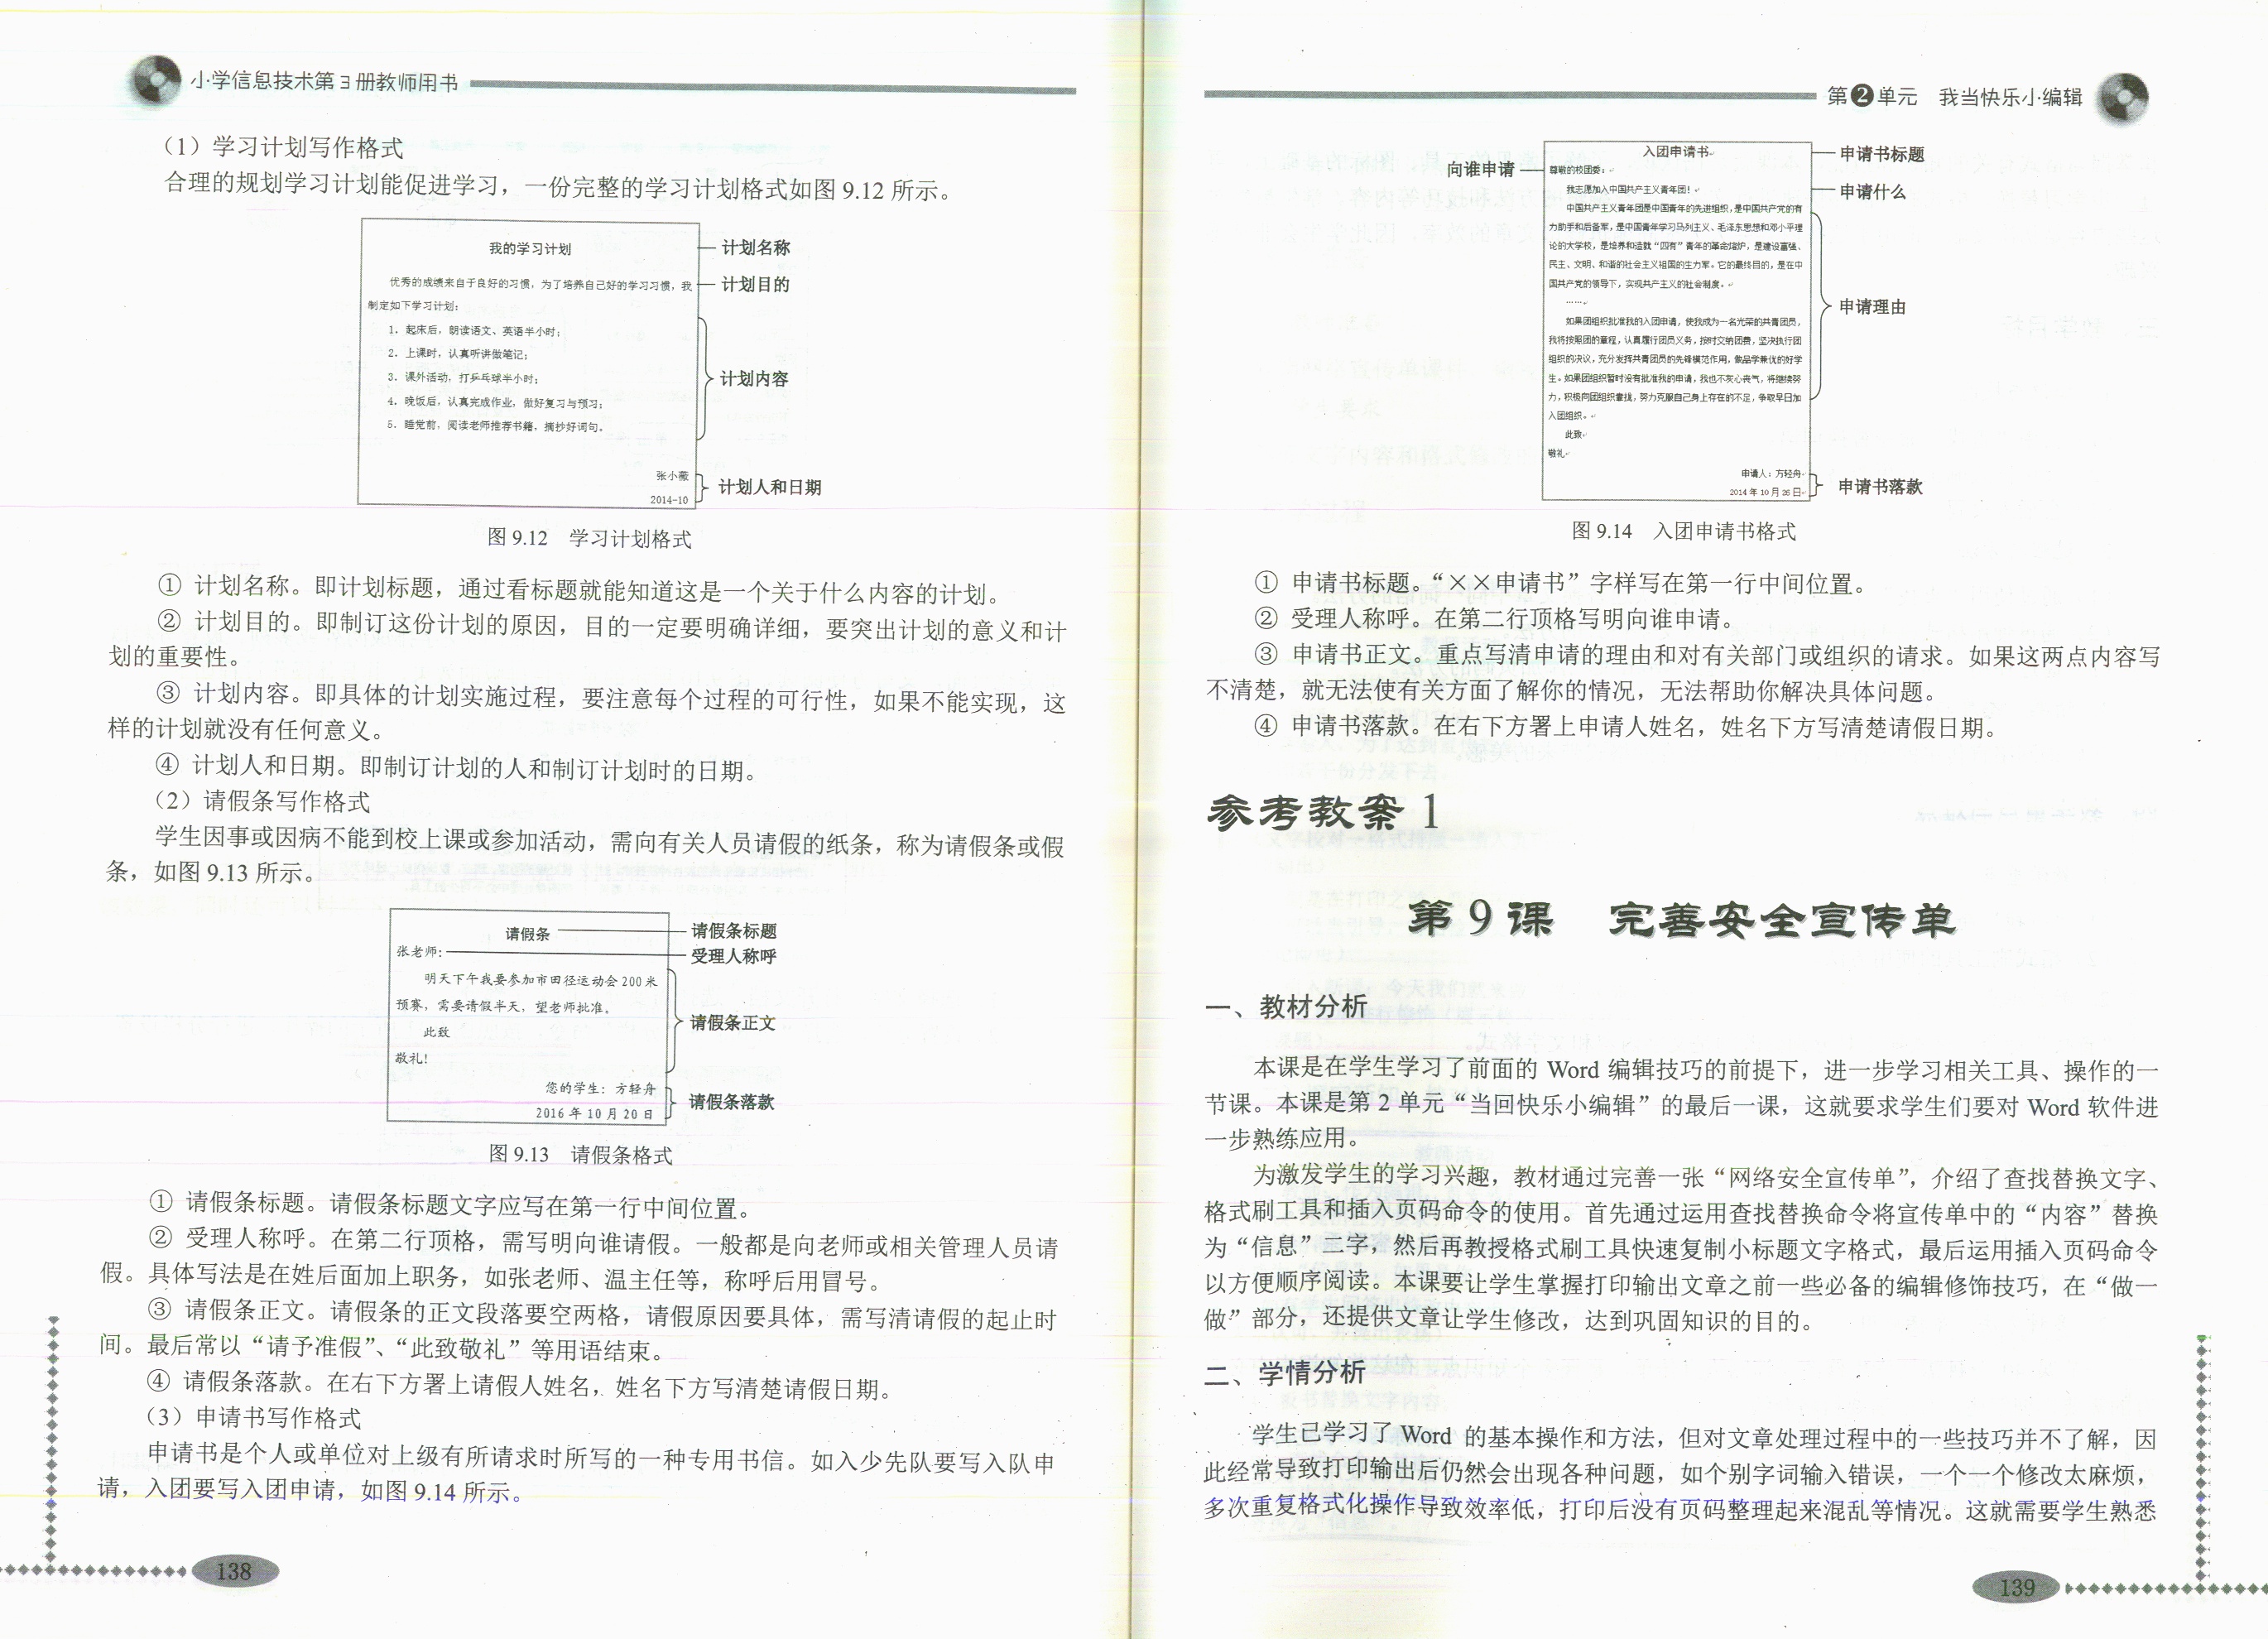 小学信息技术第3册教师用书
（1）学习计划写作格式
合理的规划学习计划能促进学习，一份完整的学习计划格式如图 9.12 所示。
我的学习计划
计划名称
优秀的成绩来自于良好的习惯，为了培养自己好的学习习惯，我
计划目的
制定如下学习计划：
1．起床后，朝读语文、英语半小时；
2．上课时，认真听讲做笔记；
3．课外活动，打乒乓球半小时；
计划内容
4．晚饭后，认真完成作业，做好复习与预习；
5．睡觉前，阅读老师推荐书籍，摘抄好词句。
张小薇
计划人和日期
2014-10
图 9.12　学习计划格式
① 计划名称。即计划标题，通过看标题就能知道这是一个关于什么内容的计划。
② 计划目的。即制订这份计划的原因，目的一定要明确详细，要突出计划的意义和计
划的重要性。
③ 计划内容。即具体的计划实施过程，要注意每个过程的可行性，如果不能实现，这
样的计划就没有任何意义。
④ 计划人和日期。即制订计划的人和制订计划时的日期。
（2）请假条写作格式
学生因事或因病不能到校上课或参加活动，需向有关人员请假的纸条，称为请假条或假
条，如图 9.13 所示。
请假条
请假条标题
张老师：
受理人称呼
明天下午我要参加市田径运动会 200 米
预赛，需要请假半天，望老师批准。
请假条正文
此致
敬礼！
您的学生：方轻舟
请假条落款
2016 年 10 月 20 日
图 9.13　请假条格式
① 请假条标题。请假条标题文字应写在第一行中间位置。
② 受理人称呼。在第二行顶格，需写明向谁请假。一般都是向老师或相关管理人员请
假。具体写法是在姓后面加上职务，如张老师、温主任等，称呼后用冒号。
③ 请假条正文。请假条的正文段落要空两格，请假原因要具体，需写清请假的起止时
间。最后常以“请予准假”、“此致敬礼”等用语结束。
④ 请假条落款。在右下方署上请假人姓名，姓名下方写清楚请假日期。
（3）申请书写作格式
申请书是个人或单位对上级有所请求时所写的一种专用书信。如入少先队要写入队申
请，入团要写入团申请，如图 9.14 所示。
138
第2单元　我当快乐小编辑
入团申请书
申请书标题
向谁申请
尊敬的校团委：
我志愿加入中国共产主义青年团！
申请什么
中国共产主义青年团是中国青年的先进组织，是中国共产党的有
力助手和后备军，是中国青年学习马列主义、毛泽东思想和邓小平理
论的大学校，是培养和造就“四有”青年的革命熔炉，是建设富强、
民主、文明、和谐的社会主义祖国的生力军。它的最终目的，是在中
国共产党的领导下，实现共产主义的社会制度。
……
申请理由
如果团组织批准我的入团申请，使我成为一名光荣的共青团员，
我将按照团的章程，认真履行团员义务，按时交纳团费，坚决执行团
组织的决议，充分发挥共青团员的先锋模范作用，做品学兼优的好学
生。如果团组织暂时没有批准我的申请，我也不灰心丧气，将继续努
力，积极向团组织靠拢，努力克服自己身上存在的不足，争取早日加
入团组织。
此致
敬礼
申请人：方轻舟
申请书落款
2014 年 10 月 26 日
图 9.14　入团申请书格式
① 申请书标题。“××申请书”字样写在第一行中间位置。
② 受理人称呼。在第二行顶格写明向谁申请。
③ 申请书正文。重点写清申请的理由和对有关部门或组织的请求。如果这两点内容写
不清楚，就无法使有关方面了解你的情况，无法帮助你解决具体问题。
④ 申请书落款。在右下方署上申请人姓名，姓名下方写清楚请假日期。
参考教案 1
第 9 课　完善安全宣传单
一、教材分析
本课是在学生学习了前面的 Word 编辑技巧的前提下，进一步学习相关工具、操作的一
节课。本课是第 2 单元“当回快乐小编辑”的最后一课，这就要求学生们要对 Word 软件进
一步熟练应用。
为激发学生的学习兴趣，教材通过完善一张“网络安全宣传单”，介绍了查找替换文字、
格式刷工具和插入页码命令的使用。首先通过运用查找替换命令将宣传单中的“内容”替换
为“信息”二字，然后再教授格式刷工具快速复制小标题文字格式，最后运用插入页码命令
以方便顺序阅读。本课要让学生掌握打印输出文章之前一些必备的编辑修饰技巧，在“做一
做”部分，还提供文章让学生修改，达到巩固知识的目的。
二、学情分析
学生已学习了 Word 的基本操作和方法，但对文章处理过程中的一些技巧并不了解，因
此经常导致打印输出后仍然会出现各种问题，如个别字词输入错误，一个一个修改太麻烦，
多次重复格式化操作导致效率低，打印后没有页码整理起来混乱等情况。这就需要学生熟悉
139